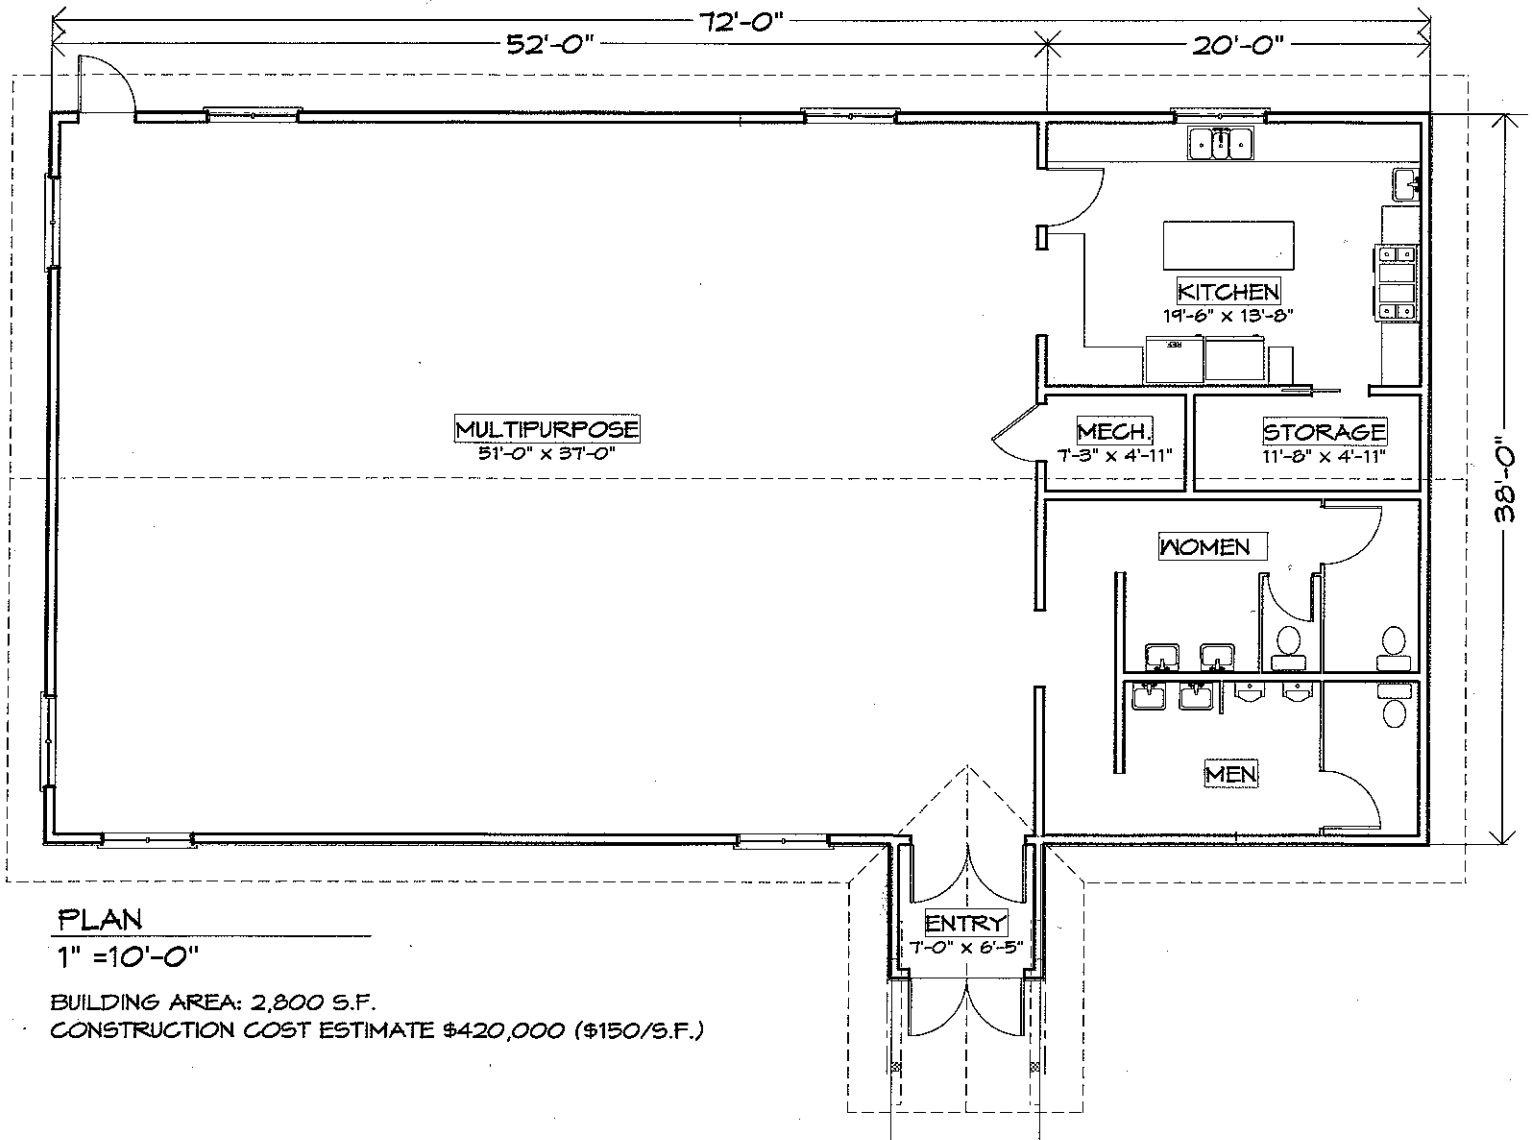 72'-0"
52'-0"
20'-0"
KITCHEN
19'-6" x 13'-8"
MULTIPURPOSE
51'-0" x 37'-0"
MECH.
7'-3" x 4'-11"
STORAGE
11'-8" x 4'-11"
38'-0"
WOMEN
MEN
ENTRY
7'-0" x 6'-5"
PLAN
1" =10'-0"
BUILDING AREA: 2,800 S.F.
CONSTRUCTION COST ESTIMATE $420,000 ($150/S.F.)